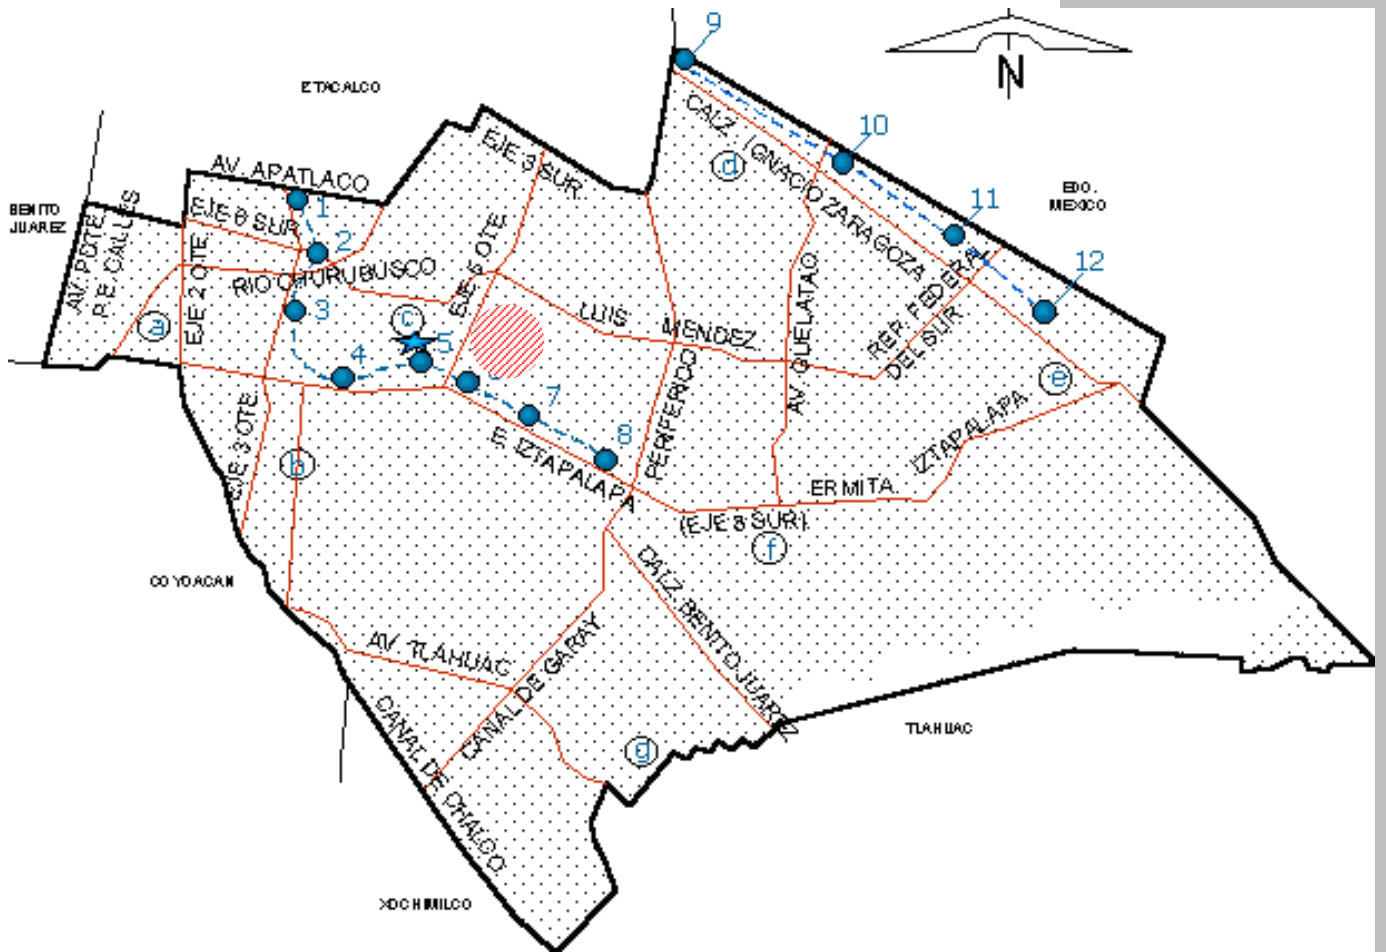 9
N
ETACALCO
10
EJE 3 SUR
CALZ. IGNACIO ZARAGOZA
d
AV. APATLACO
EDO.
MEXICO
BENITO
JUAREZ
1
EJE 6 SUR
11
AV. PDTE.
P.E. CALLES
2
EJE 2 OTE.
RIO CHURUBUSCO
EJE 5 OTE.
12
3
a
c
LUIS MENDEZ
AV. GUELATAO
REP. FEDERAL
DEL SUR
4
5
e
7
PERIFERICO
EJE 3 OTE.
E. IZTAPALAPA
8
b
ERMITA IZTAPALAPA
(EJE 8 SUR)
f
COYOACAN
CALZ. BENITO JUAREZ
AV. TLAHUAC
CANAL DE GARAY
CANAL DE CHALCO
TLAHUAC
g
XOCHIMILCO